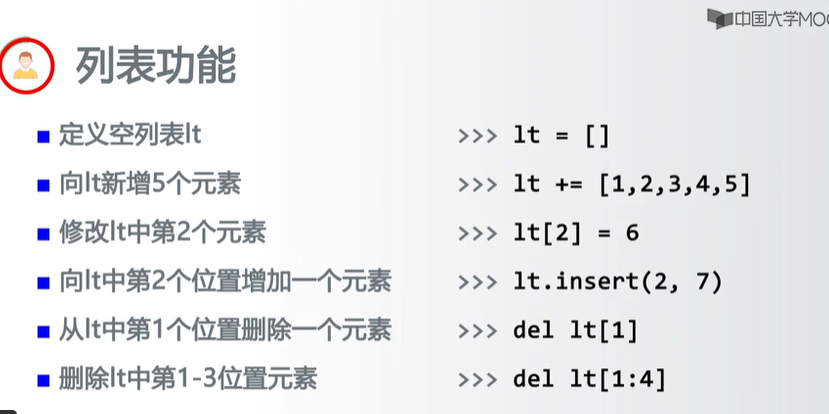 中国大学MOO
列表功能
定义空列表lt >>> lt = []
向lt新增5个元素 >>> lt += [1,2,3,4,5]
修改lt中第2个元素 >>> lt[2] = 6
向lt中第2个位置增加一个元素 >>> lt.insert(2, 7)
从lt中第1个位置删除一个元素 >>> del lt[1]
删除lt中第1-3位置元素 >>> del lt[1:4]